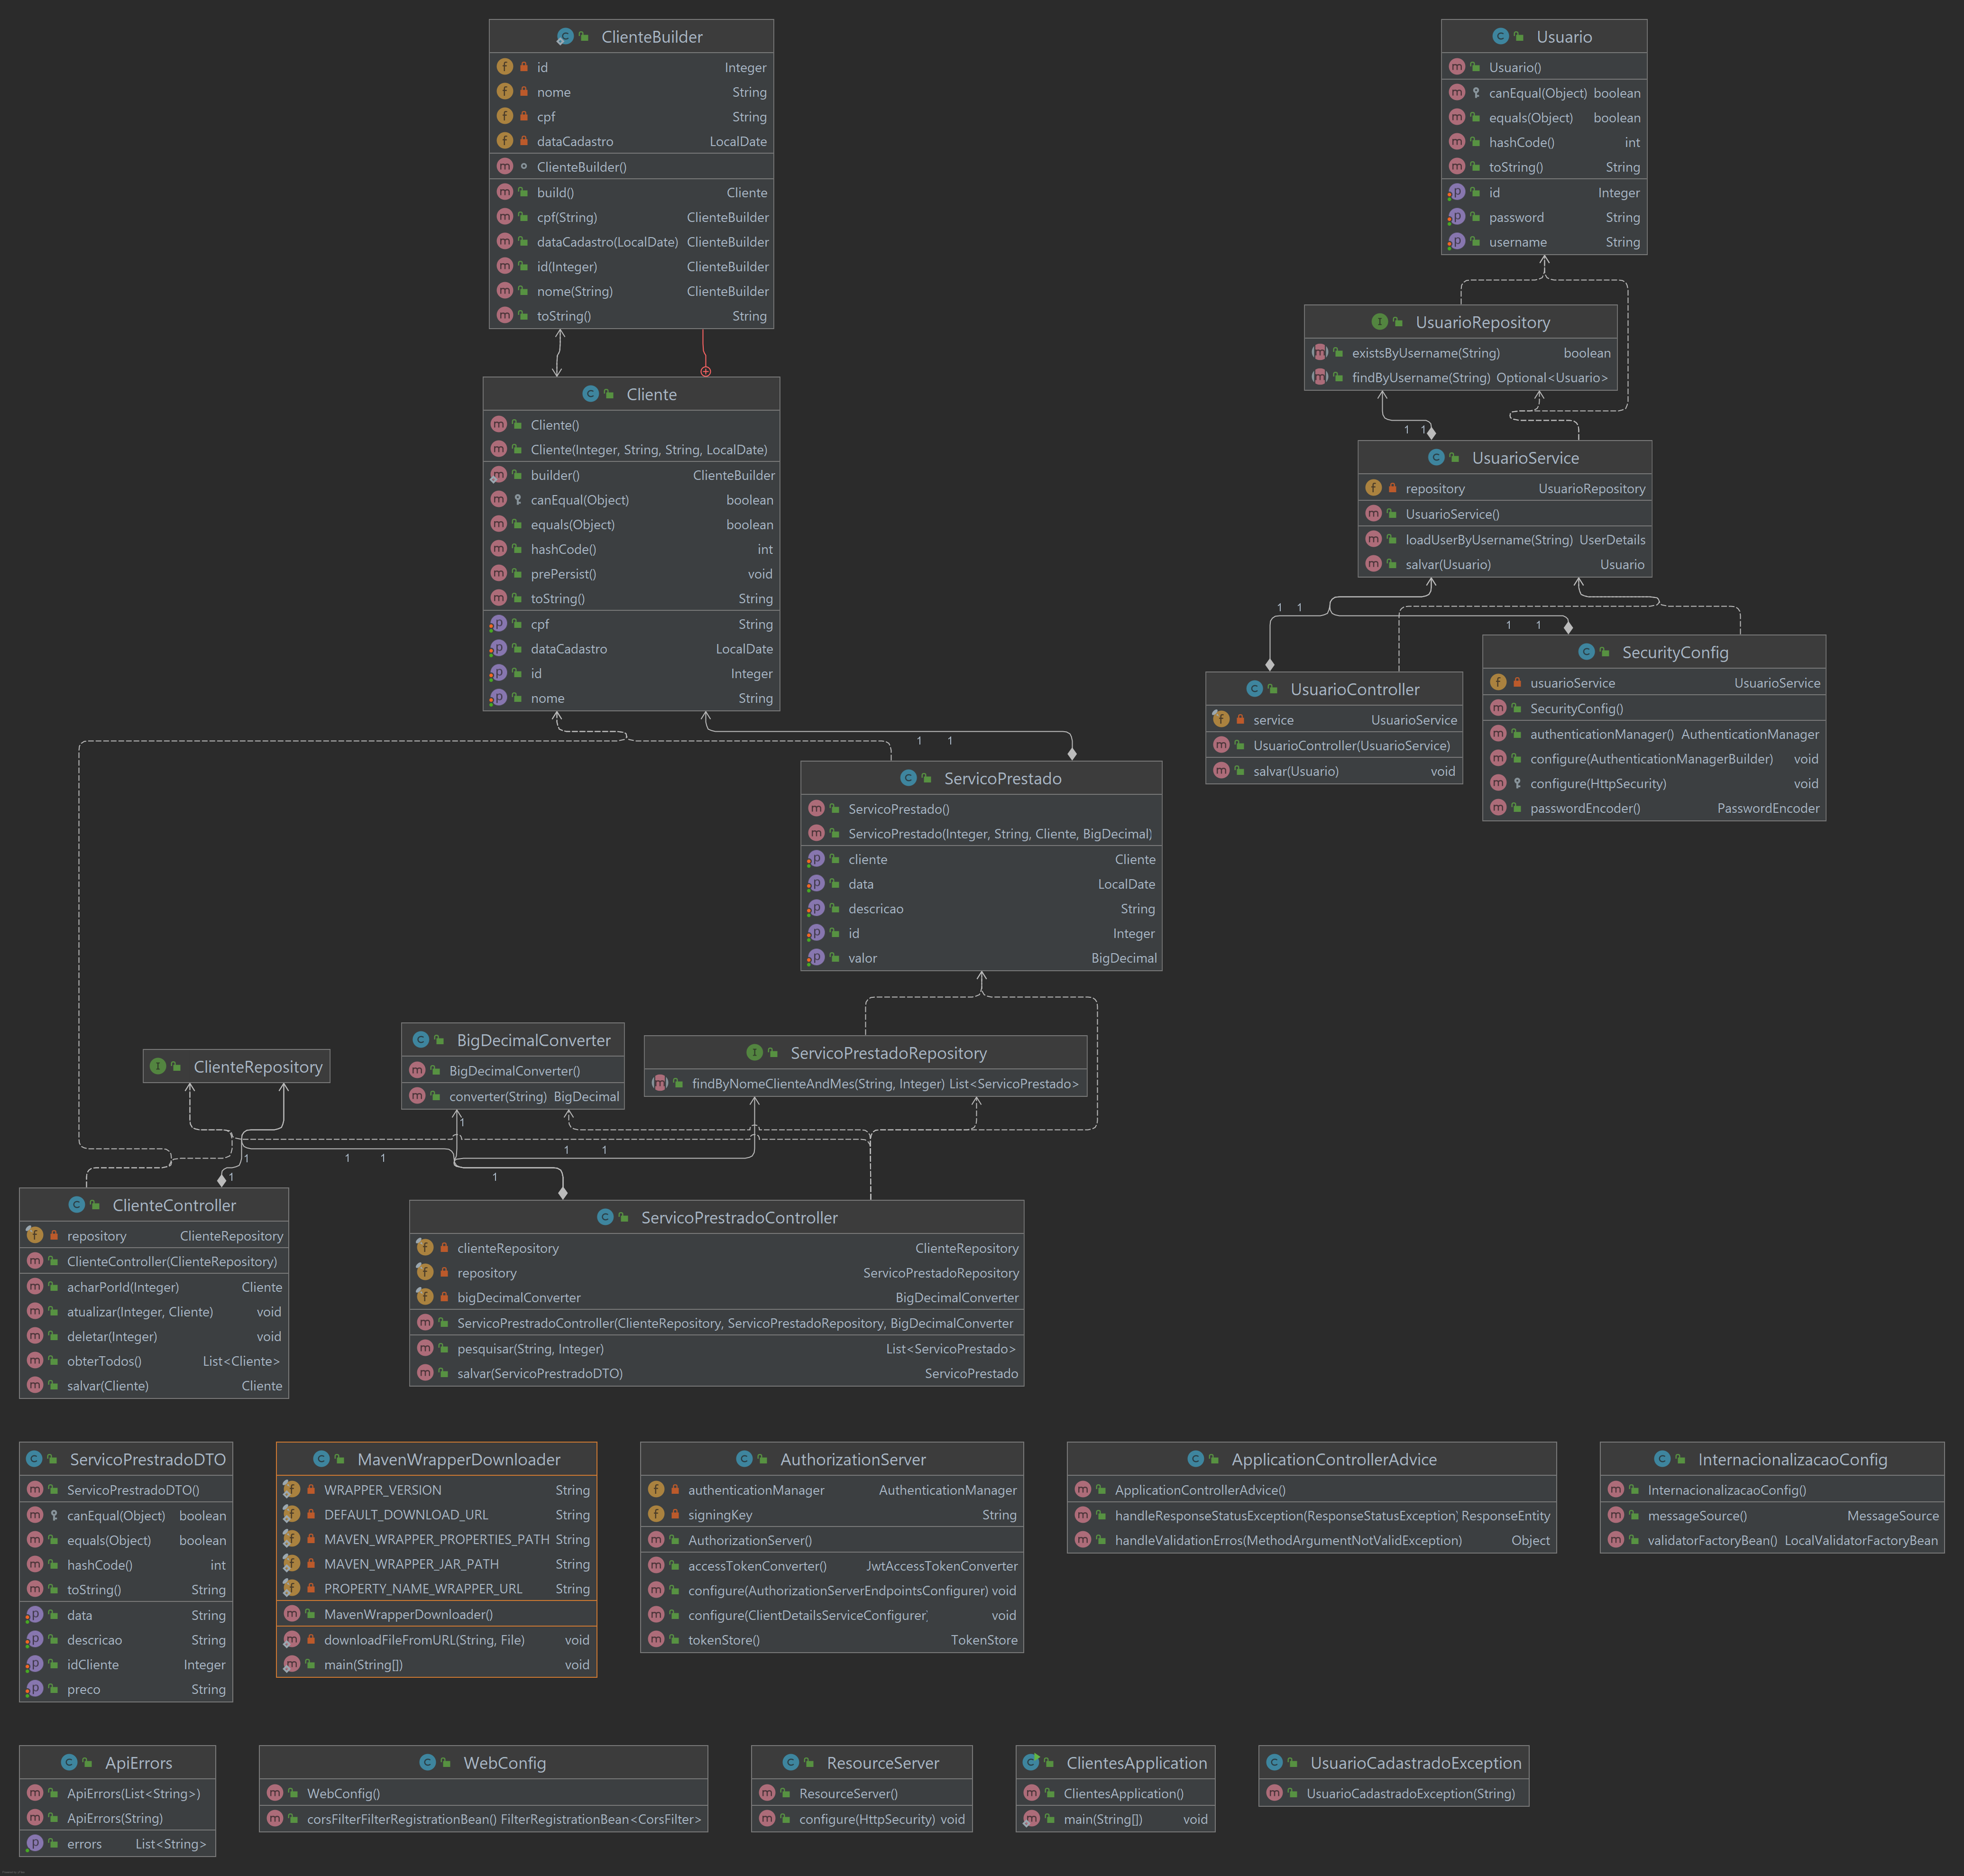 ClienteBuilder
id Integer
nome String
cpf String
dataCadastro LocalDate
ClienteBuilder()
build() Cliente
cpf(String) ClienteBuilder
dataCadastro(LocalDate) ClienteBuilder
id(Integer) ClienteBuilder
nome(String) ClienteBuilder
toString() String
Usuario
Usuario()
canEqual(Object) boolean
equals(Object) boolean
hashCode() int
toString() String
id Integer
password String
username String
UsuarioRepository
existsByUsername(String) boolean
findByUsername(String) Optional<Usuario>
1 1
Cliente
Cliente()
Cliente(Integer, String, String, LocalDate)
builder() ClienteBuilder
canEqual(Object) boolean
equals(Object) boolean
hashCode() int
prePersist() void
toString() String
cpf String
dataCadastro LocalDate
id Integer
nome String
1 1
UsuarioService
repository UsuarioRepository
UsuarioService()
loadUserByUsername(String) UserDetails
salvar(Usuario) Usuario
1 1
1 1
UsuarioController
service UsuarioService
UsuarioController(UsuarioService)
salvar(Usuario) void
SecurityConfig
usuarioService UsuarioService
SecurityConfig()
authenticationManager() AuthenticationManager
configure(AuthenticationManagerBuilder) void
configure(HttpSecurity) void
passwordEncoder() PasswordEncoder
ServicoPrestado
ServicoPrestado()
ServicoPrestado(Integer, String, Cliente, BigDecimal)
cliente Cliente
data LocalDate
descricao String
id Integer
valor BigDecimal
ClienteRepository
BigDecimalConverter
BigDecimalConverter()
converter(String) BigDecimal
ServicoPrestadoRepository
findByNomeClienteAndMes(String, Integer) List<ServicoPrestado>
1
1 1
1 1 1
1 1
ClienteController
repository ClienteRepository
ClienteController(ClienteRepository)
acharPorId(Integer) Cliente
atualizar(Integer, Cliente) void
deletar(Integer) void
obterTodos() List<Cliente>
salvar(Cliente) Cliente
ServicoPrestradoController
clienteRepository ClienteRepository
repository ServicoPrestadoRepository
bigDecimalConverter BigDecimalConverter
ServicoPrestradoController(ClienteRepository, ServicoPrestadoRepository, BigDecimalConverter
pesquisar(String, Integer) List<ServicoPrestado>
salvar(ServicoPrestradoDTO) ServicoPrestado
ServicoPrestradoDTO
ServicoPrestradoDTO()
canEqual(Object) boolean
equals(Object) boolean
hashCode() int
toString() String
data String
descricao String
idCliente Integer
preco String
MavenWrapperDownloader
WRAPPER_VERSION String
DEFAULT_DOWNLOAD_URL String
MAVEN_WRAPPER_PROPERTIES_PATH String
MAVEN_WRAPPER_JAR_PATH String
PROPERTY_NAME_WRAPPER_URL String
MavenWrapperDownloader()
downloadFileFromURL(String, File) void
main(String[]) void
AuthorizationServer
authenticationManager AuthenticationManager
signingKey String
AuthorizationServer()
accessTokenConverter() JwtAccessTokenConverter
configure(AuthorizationServerEndpointsConfigurer) void
configure(ClientDetailsServiceConfigurer) void
tokenStore() TokenStore
ApplicationControllerAdvice
ApplicationControllerAdvice()
handleResponseStatusException(ResponseStatusException) ResponseEntity
handleValidationErros(MethodArgumentNotValidException) Object
InternacionalizacaoConfig
InternacionalizacaoConfig()
messageSource() MessageSource
validatorFactoryBean() LocalValidatorFactoryBean
ApiErrors
ApiErrors(List<String>)
ApiErrors(String)
errors List<String>
WebConfig
WebConfig()
corsFilterFilterRegistrationBean() FilterRegistrationBean<CorsFilter>
ResourceServer
ResourceServer()
configure(HttpSecurity) void
ClientesApplication
ClientesApplication()
main(String[]) void
UsuarioCadastradoException
UsuarioCadastradoException(String)